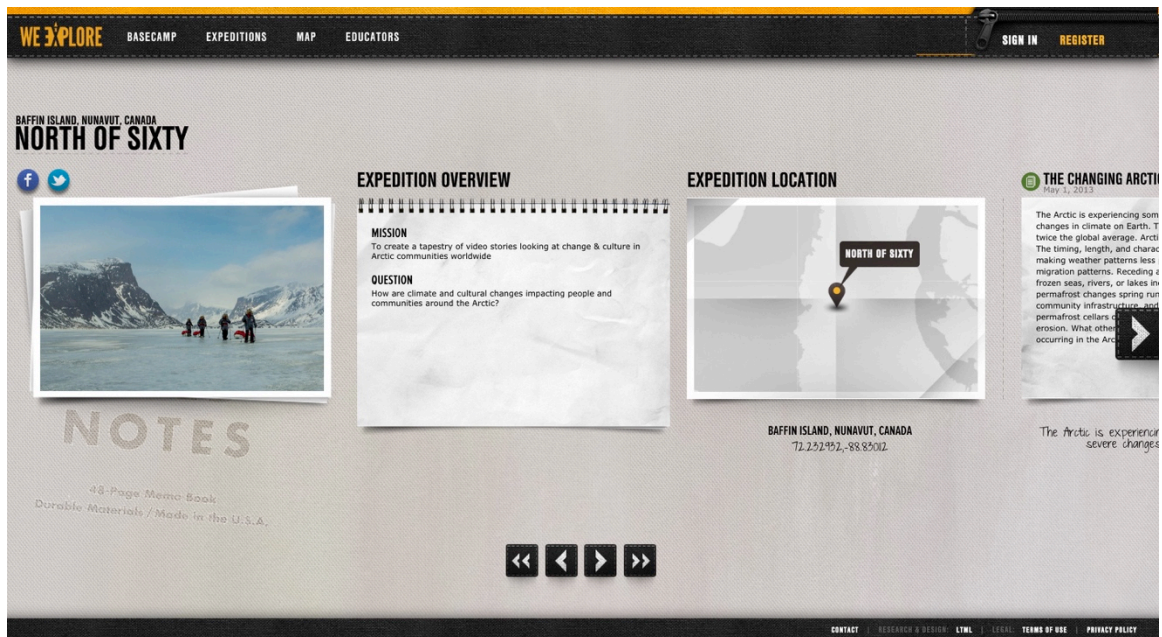 WE EXPLORE
BASECAMP
EXPEDITIONS
MAP
EDUCATORS
SIGN IN
REGISTER
BAFFIN ISLAND, NUNAVUT, CANADA
NORTH OF SIXTY
EXPEDITION OVERVIEW
MISSION
To create a tapestry of video stories looking at change & culture in
Arctic communities worldwide
QUESTION
How are climate and cultural changes impacting people and
communities around the Arctic?
EXPEDITION LOCATION
NORTH OF SIXTY
BAFFIN ISLAND, NUNAVUT, CANADA
72.232932,-88.83012
THE CHANGING ARCTIC
May 1, 2013
The Arctic is experiencing som
changes in climate on Earth. T
twice the global average. Arcti
The timing, length, and charac
making weather patterns less
migration patterns. Receding a
frozen seas, rivers, or lakes in
permafrost changes spring run
community infrastructure, and
permafrost cellars
erosion. What other
occurring in the Arc
The Arctic is experiencin
severe changes
NOTES
48-Page Memo Book
Durable Materials / Made in the U.S.A.
CONTACT | RESEARCH & DESIGN: LTML | LEGAL: TERMS OF USE | PRIVACY POLICY